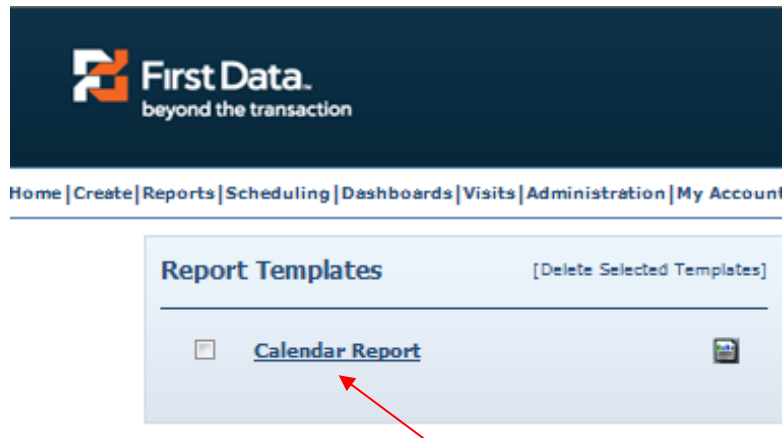 First Data™
beyond the transaction
Home|Create|Reports|Scheduling|Dashboards|Visits|Administration|My Account
Report Templates [Delete Selected Templates]
Calendar Report